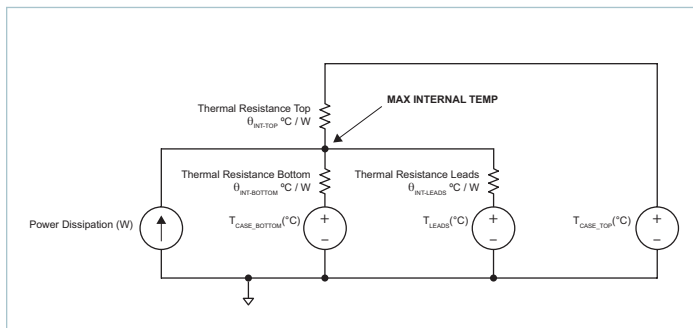 Thermal Resistance Top
θINT-TOP ºC / W
MAX INTERNAL TEMP
Thermal Resistance Bottom
θINT-BOTTOM ºC / W
Thermal Resistance Leads
θINT-LEADS ºC / W
Power Dissipation (W)
TCASE_BOTTOM(°C)
TLEADS(°C)
TCASE_TOP(°C)
+
–
+
–
+
–